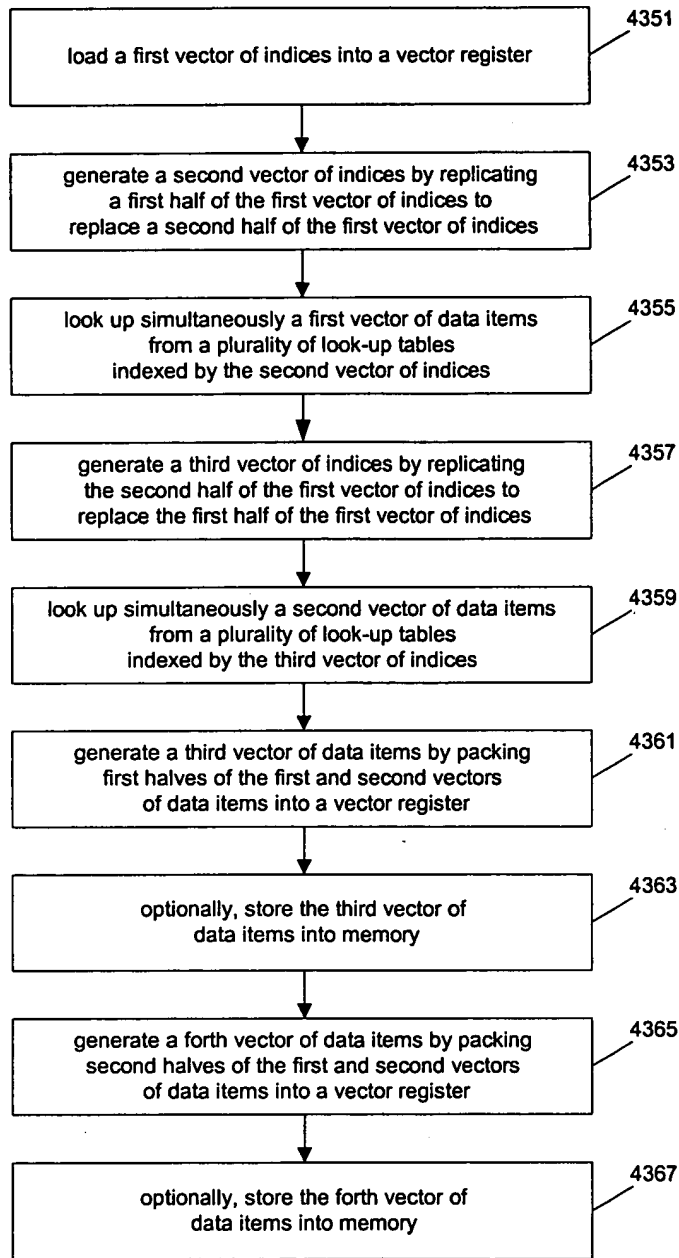 4351
load a first vector of indices into a vector register
4353
generate a second vector of indices by replicating
a first half of the first vector of indices to
replace a second half of the first vector of indices
4355
look up simultaneously a first vector of data items
from a plurality of look-up tables
indexed by the second vector of indices
4357
generate a third vector of indices by replicating
the second half of the first vector of indices to
replace the first half of the first vector of indices
4359
look up simultaneously a second vector of data items
from a plurality of look-up tables
indexed by the third vector of indices
4361
generate a third vector of data items by packing
first halves of the first and second vectors
of data items into a vector register
4363
optionally, store the third vector of
data items into memory
4365
generate a forth vector of data items by packing
second halves of the first and second vectors
of data items into a vector register
4367
optionally, store the forth vector of
data items into memory